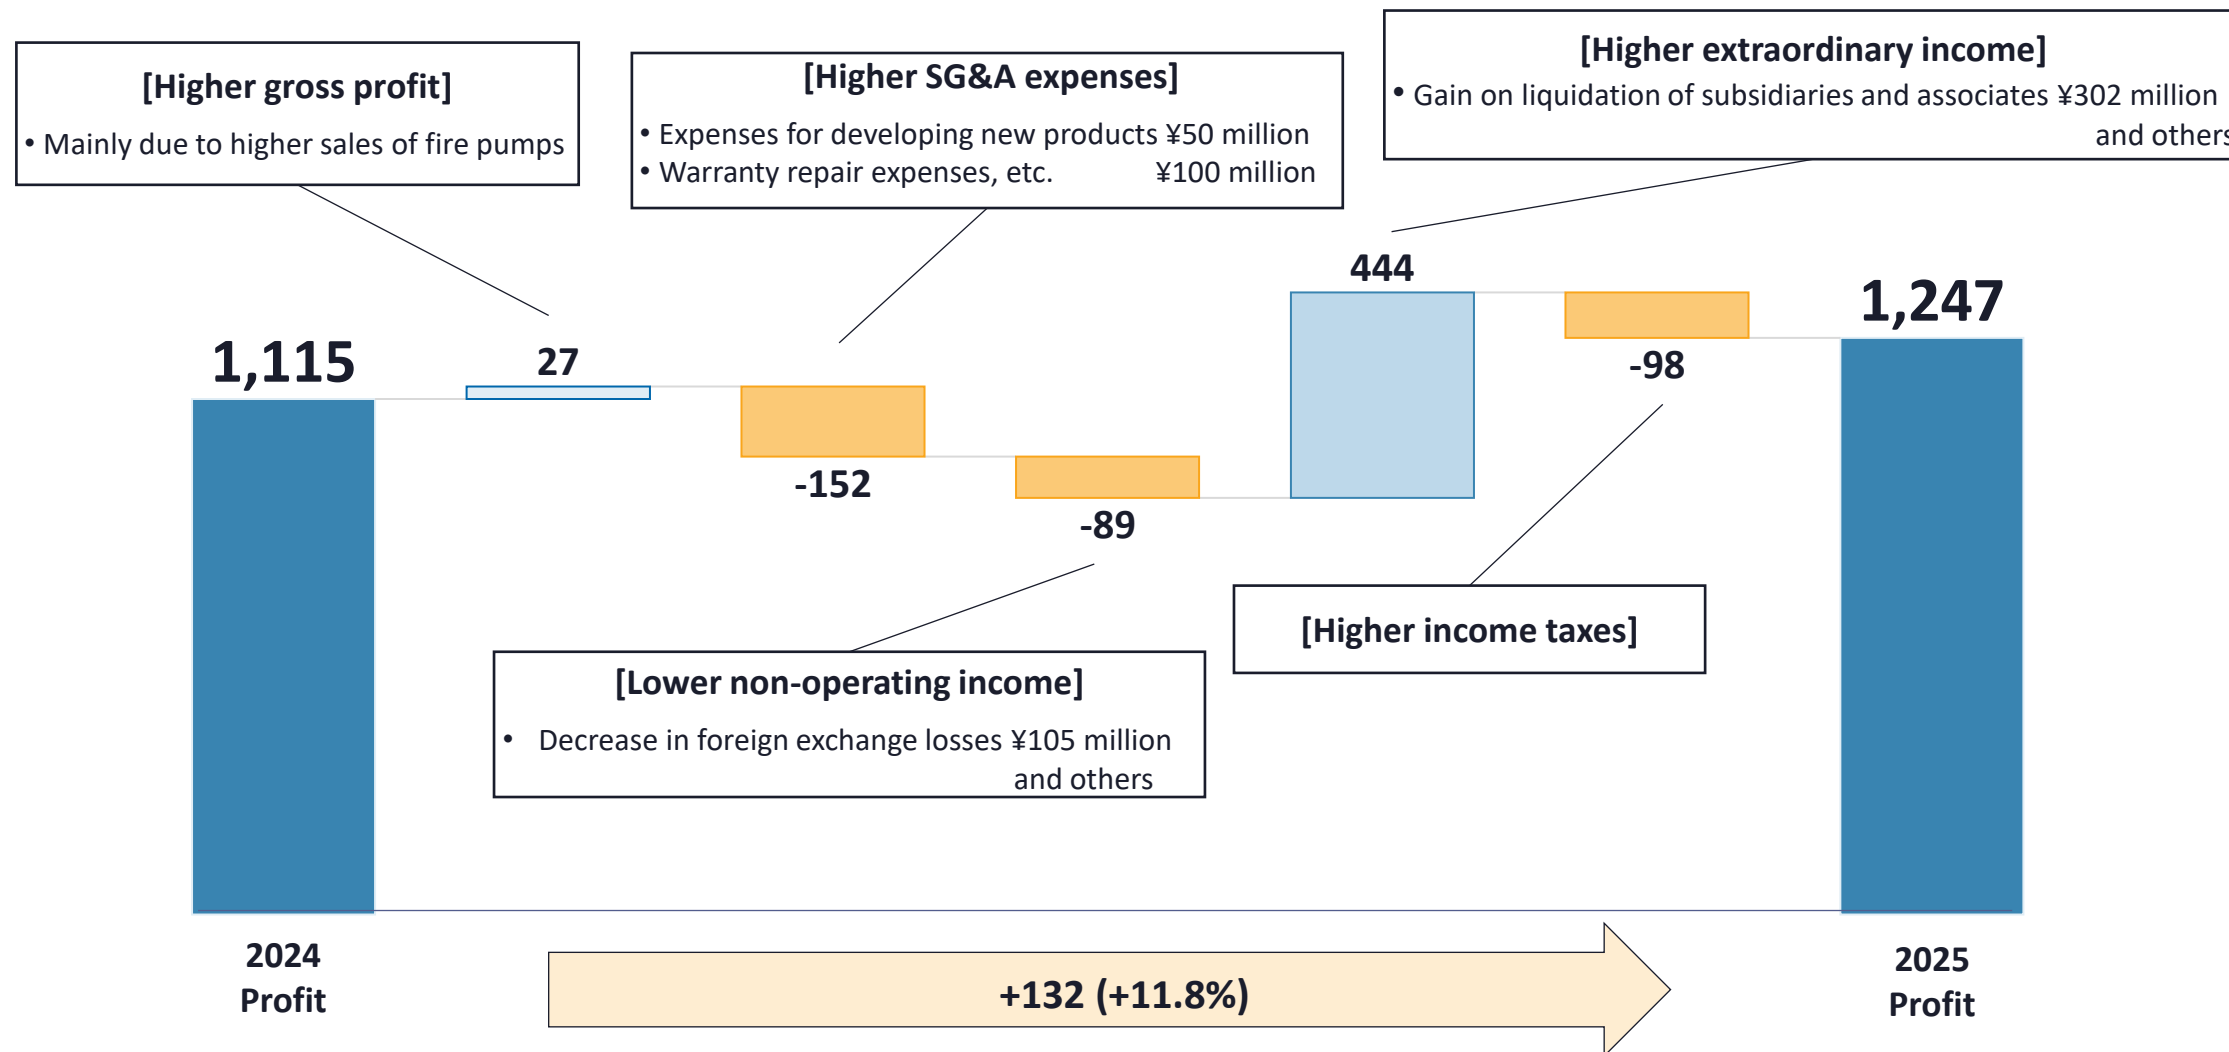 [Higher gross profit]
• Mainly due to higher sales of fire pumps
[Higher SG&A expenses]
• Expenses for developing new products ¥50 million
• Warranty repair expenses, etc. ¥100 million
[Higher extraordinary income]
• Gain on liquidation of subsidiaries and associates ¥302 million
and others
1,115
27
-152
-89
444
-98
1,247
[Lower non-operating income]
• Decrease in foreign exchange losses ¥105 million
and others
[Higher income taxes]
2024
Profit
+132 (+11.8%)
2025
Profit